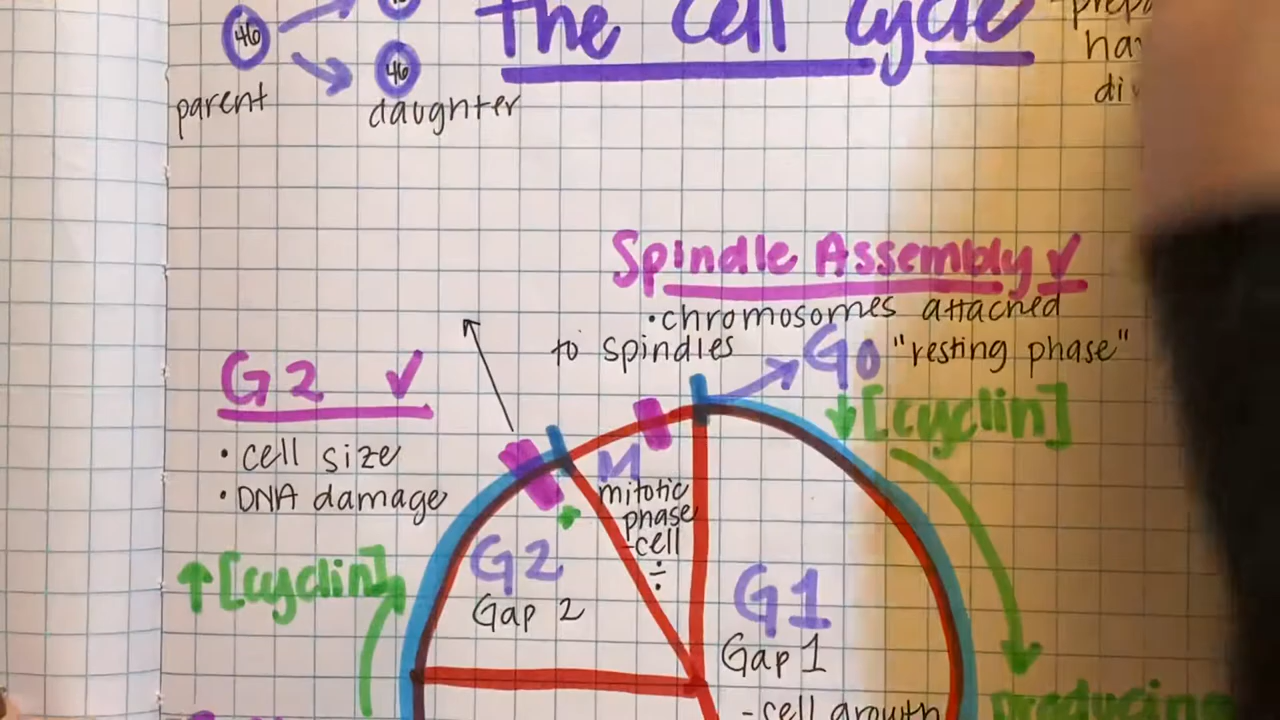 The Cell Cycle
46
46
parent
daughter
Spindle Assembly ✓
• chromosomes attached
to spindles
G0 "resting phase"
↓[cyclin]
G2 ✓
• cell size
• DNA damage
↑[cyclin]
M
mitotic
phase
-cell
÷
G2
Gap 2
G1
Gap 1
- cell growth
producing